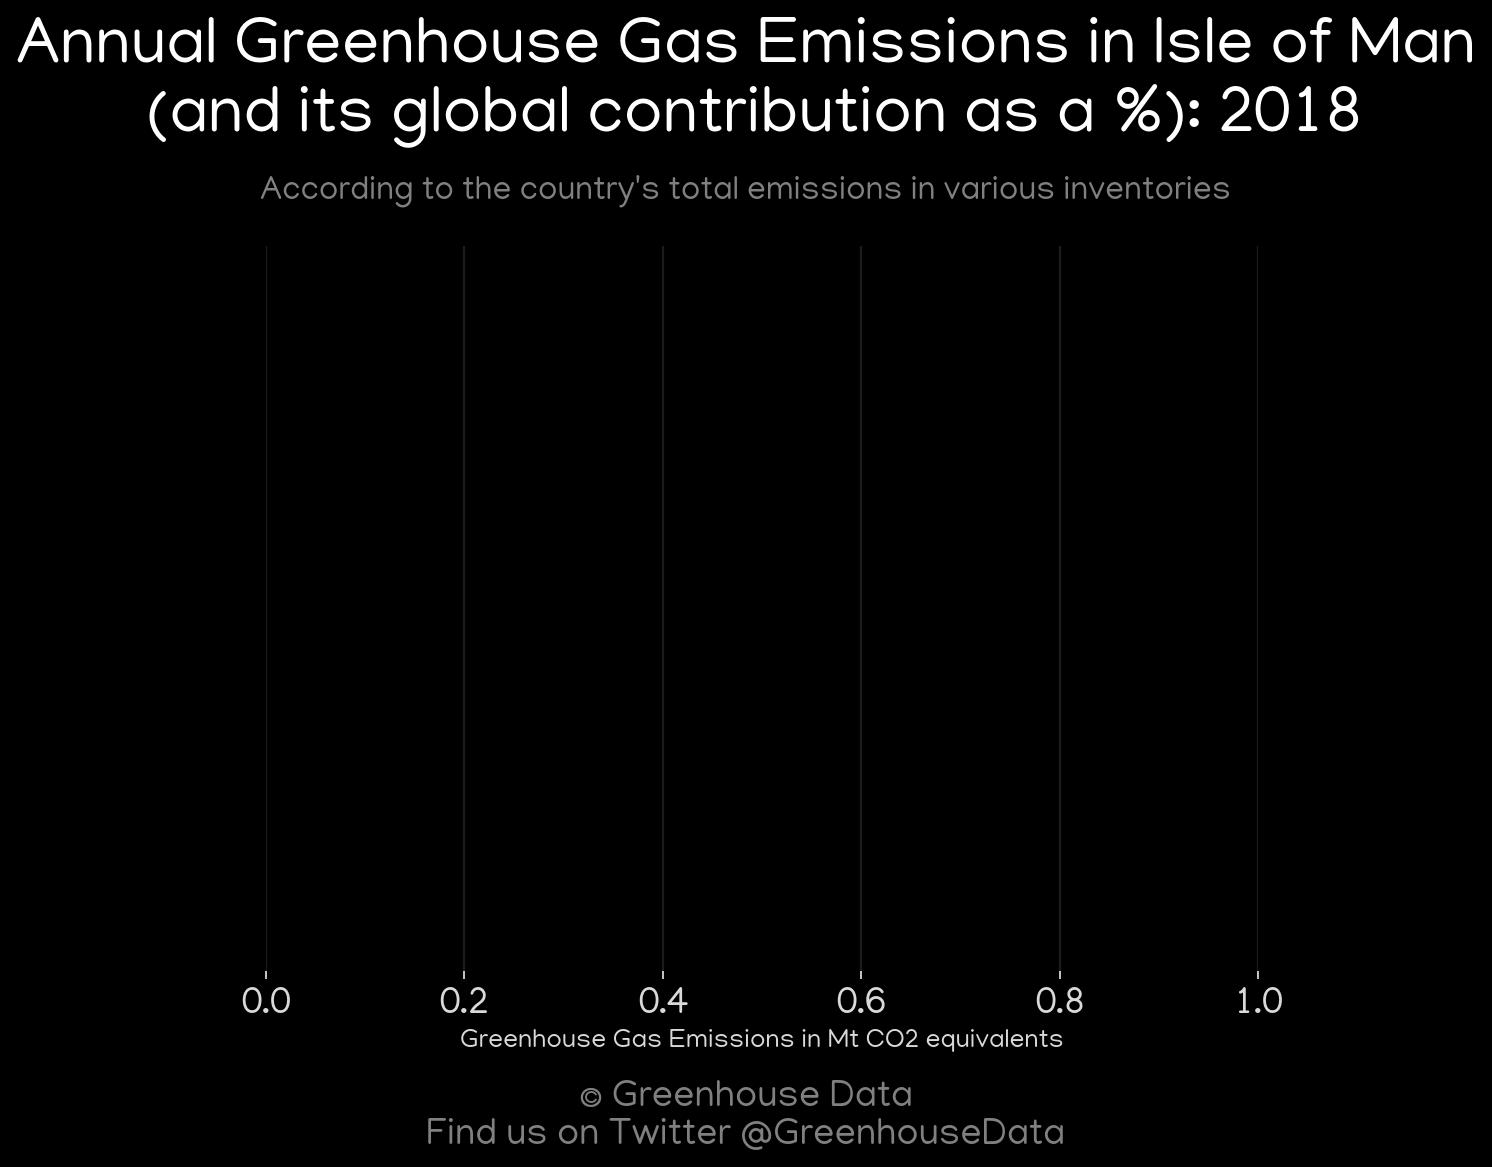 Annual Greenhouse Gas Emissions in Isle of Man
(and its global contribution as a %): 2018
According to the country's total emissions in various inventories
0.0 0.2 0.4 0.6 0.8 1.0
Greenhouse Gas Emissions in Mt CO2 equivalents
© Greenhouse Data
Find us on Twitter @GreenhouseData